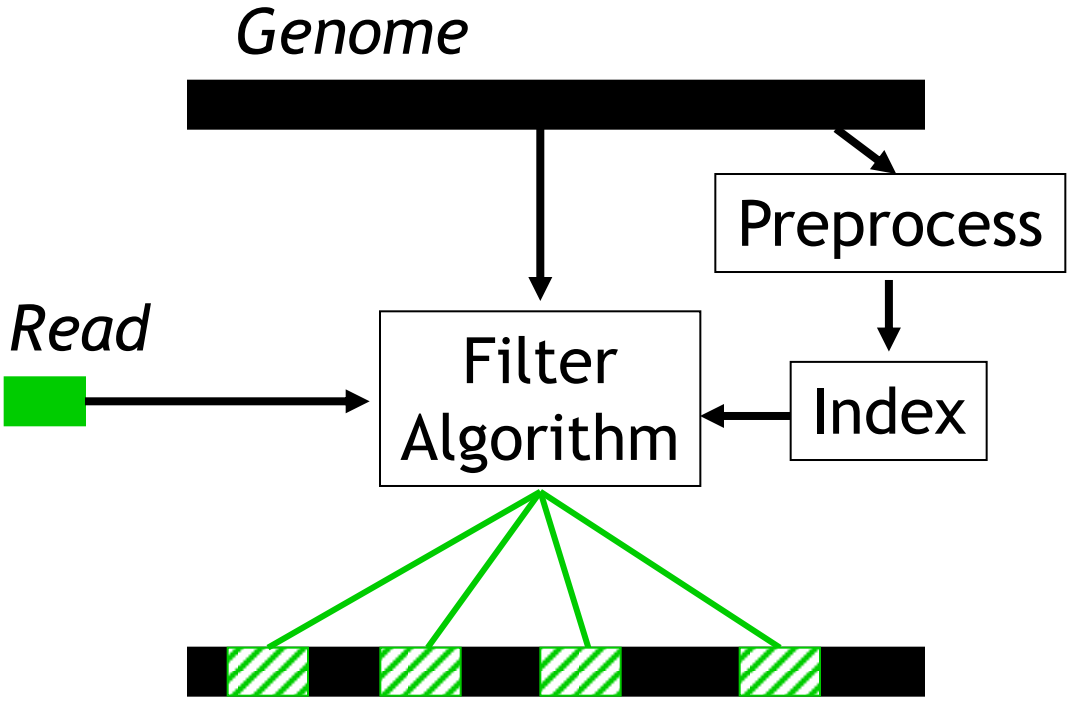 Genome
Preprocess
Read
Filter
Algorithm
Index